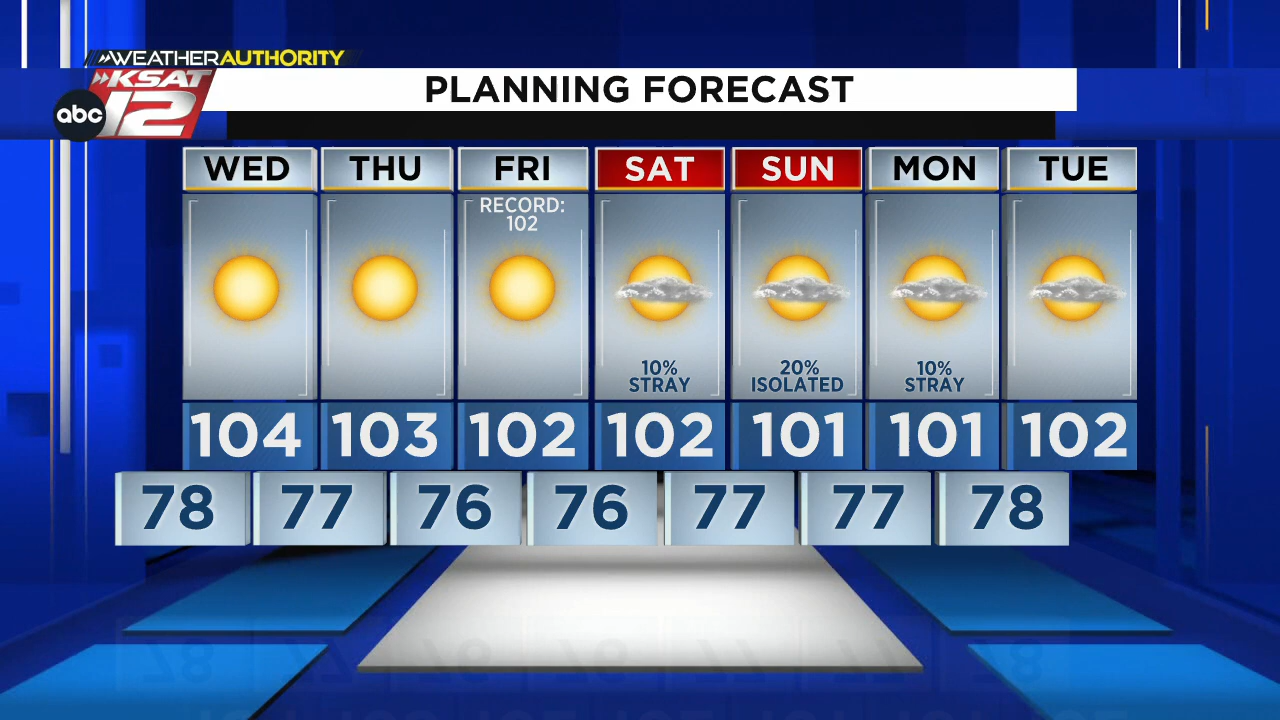 WEATHERAUTHORITY
KSAT
abc 12
PLANNING FORECAST
WED THU FRI SAT SUN MON TUE
RECORD:
102
10% 20% 10%
STRAY ISOLATED STRAY
104 103 102 102 101 101 102
78 77 76 76 77 77 78